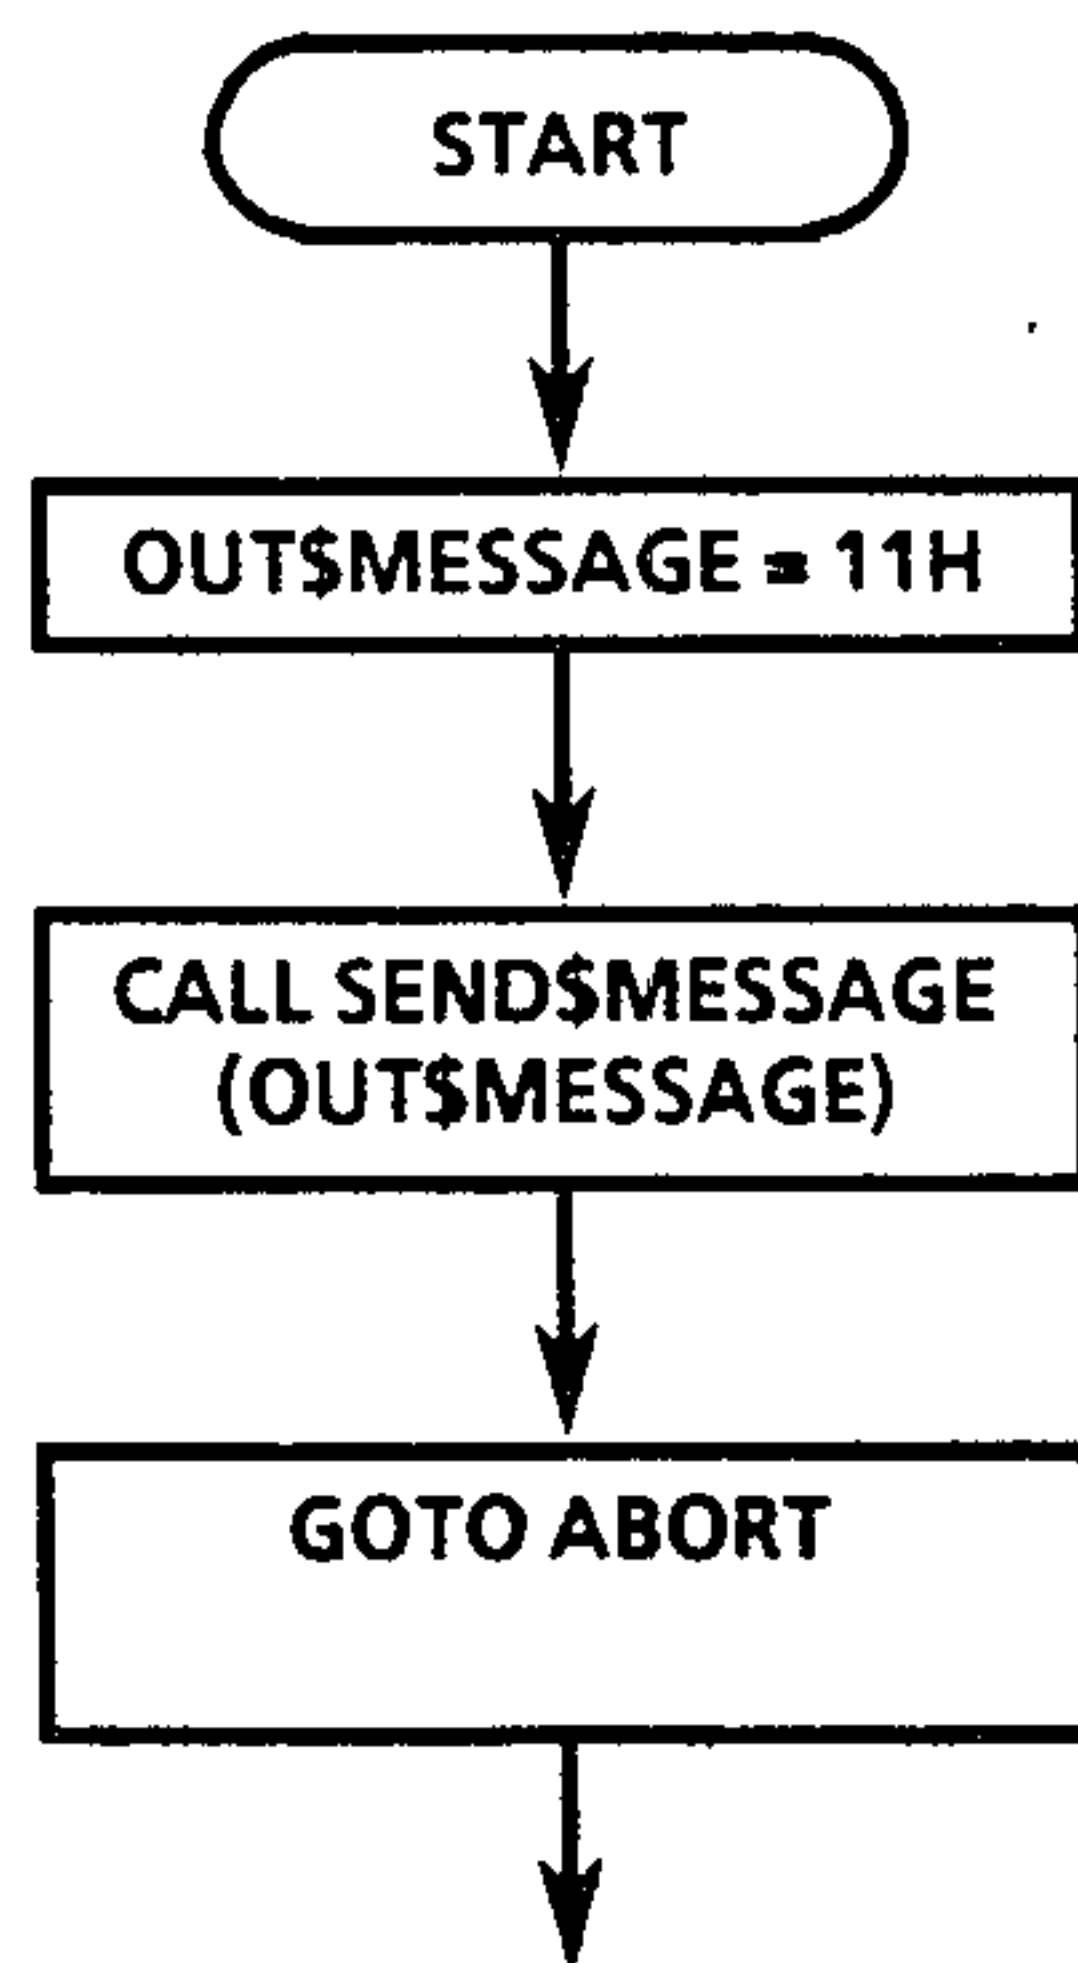 START
OUT$MESSAGE = 11H
CALL SEND$MESSAGE
(OUT$MESSAGE)
GOTO ABORT